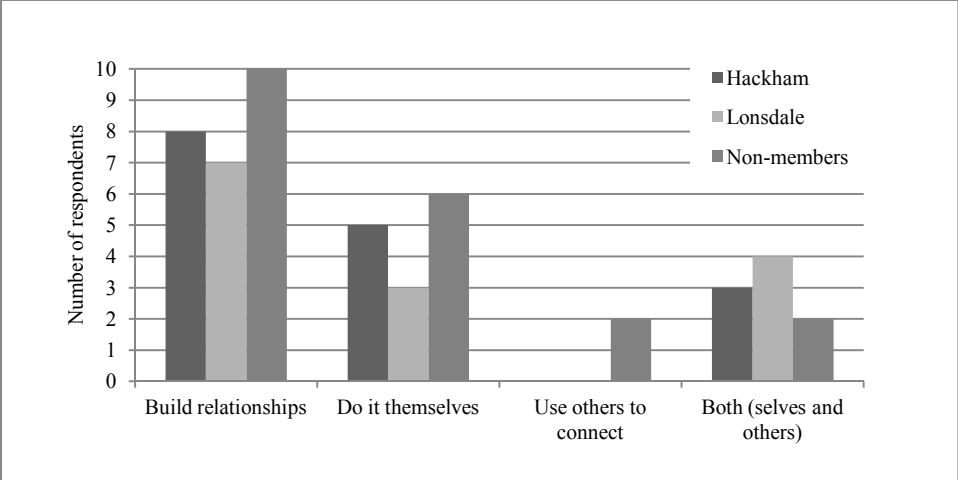 Number of respondents
10
9
8
7
6
5
4
3
2
1
0
Hackham
Lonsdale
Non-members
Build relationships
Do it themselves
Use others to
connect
Both (selves and
others)